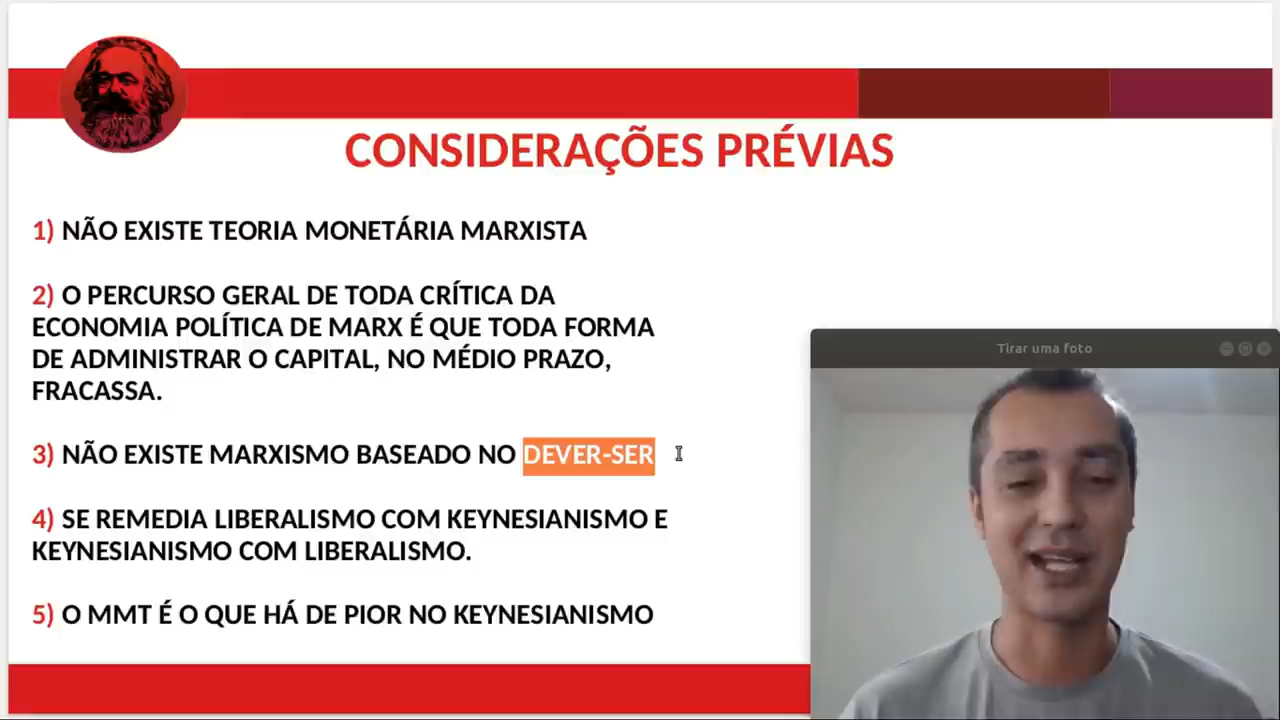 CONSIDERAÇÕES PRÉVIAS
1) NÃO EXISTE TEORIA MONETÁRIA MARXISTA
2) O PERCURSO GERAL DE TODA CRÍTICA DA
ECONOMIA POLÍTICA DE MARX É QUE TODA FORMA
DE ADMINISTRAR O CAPITAL, NO MÉDIO PRAZO,
FRACASSA.
3) NÃO EXISTE MARXISMO BASEADO NO DEVER-SER
4) SE REMEDIA LIBERALISMO COM KEYNESIANISMO E
KEYNESIANISMO COM LIBERALISMO.
5) O MMT É O QUE HÁ DE PIOR NO KEYNESIANISMO
Tirar uma foto